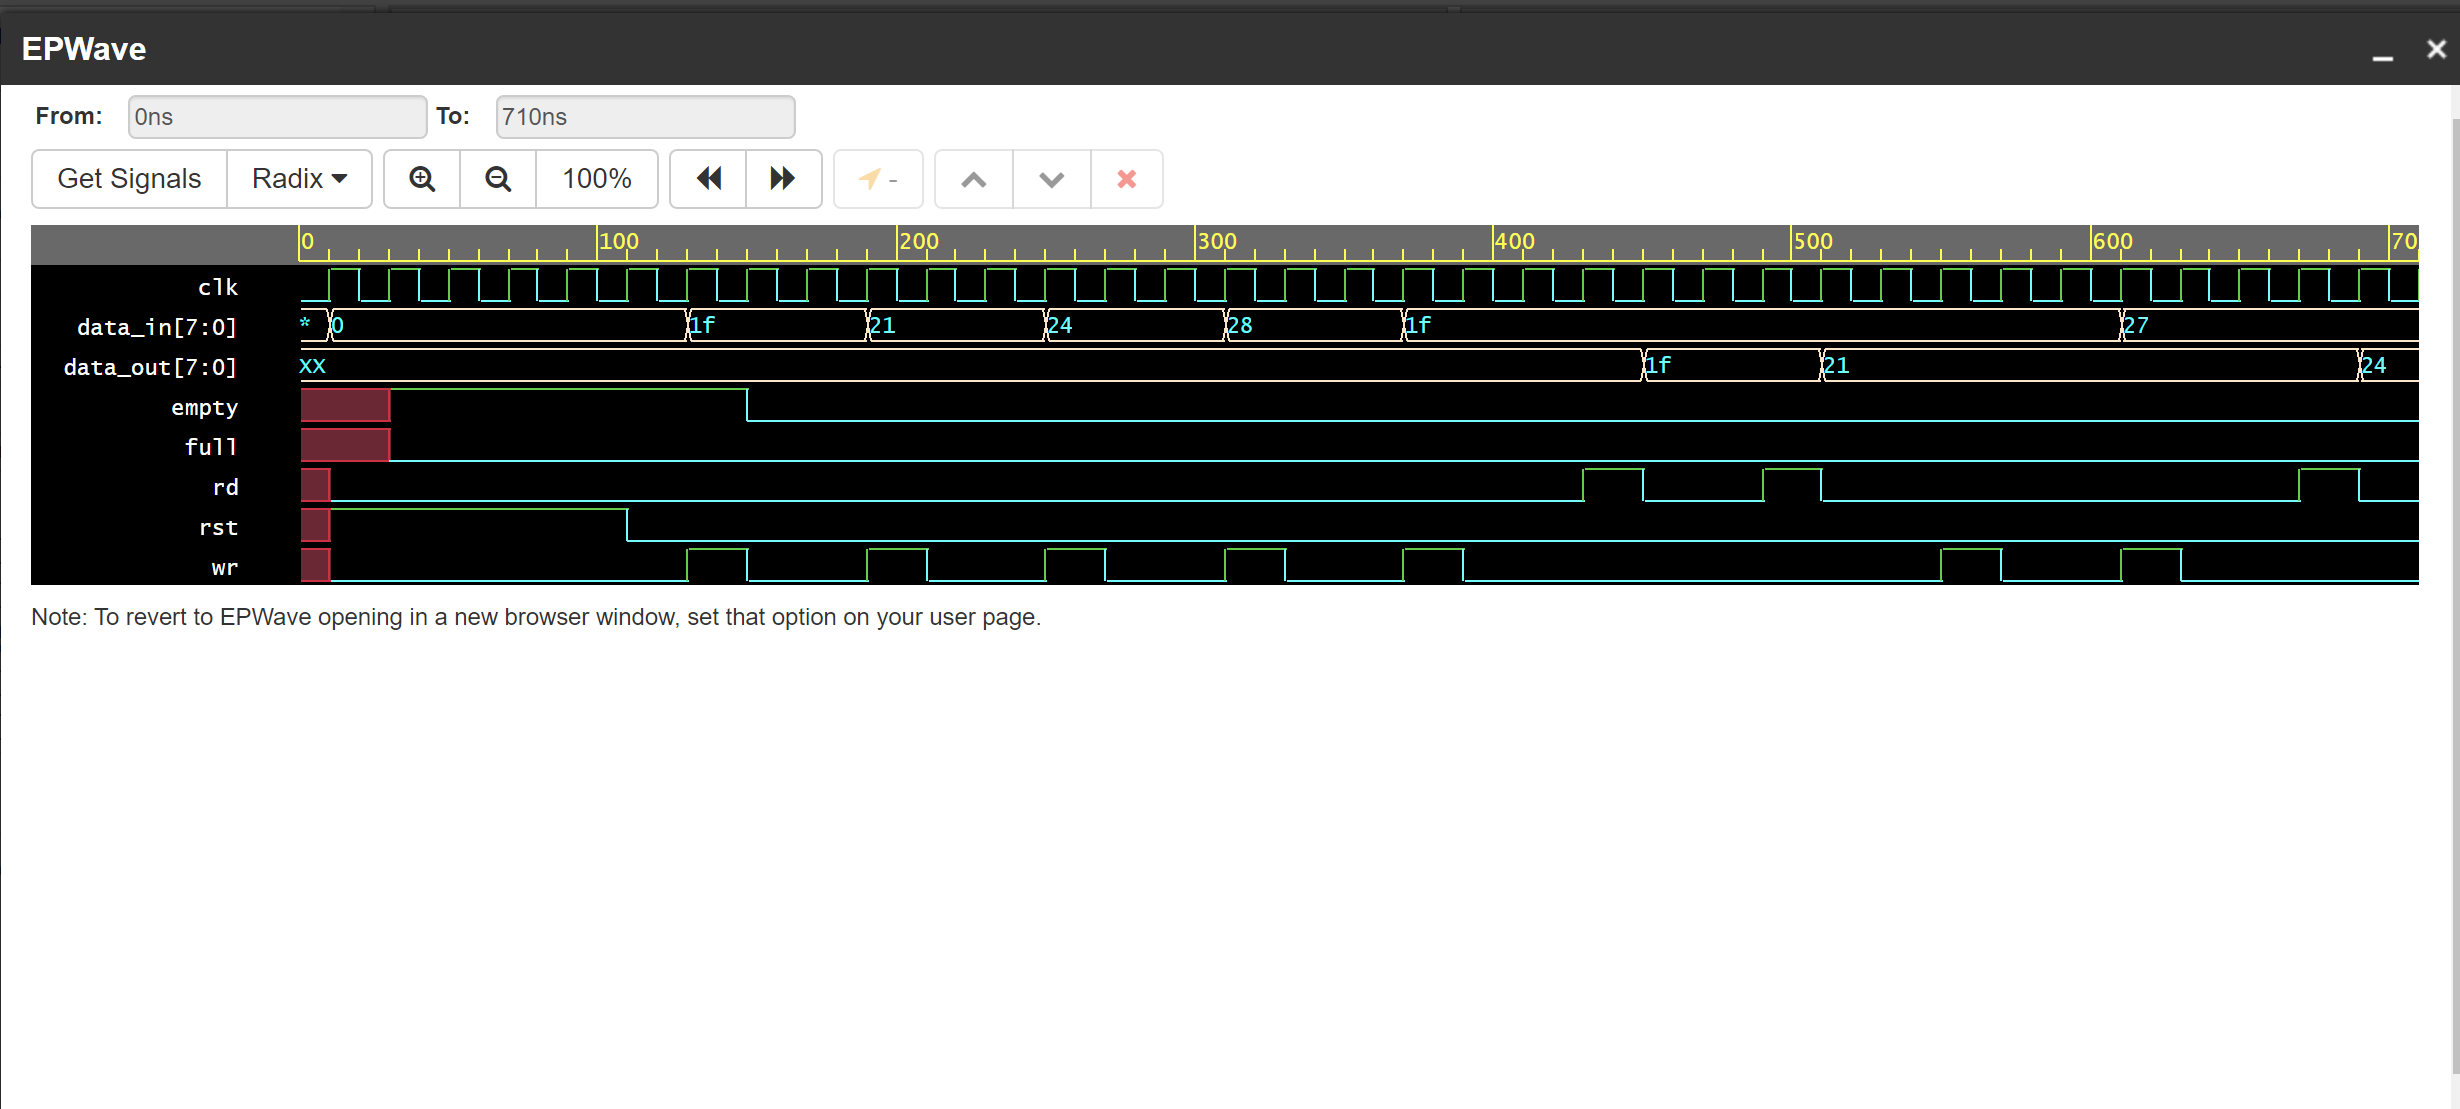 EPWave
From: 0ns To: 710ns
Get Signals Radix 100% -
0 100 200 300 400 500 600 70
clk
data_in[7:0] * 0 1f 21 24 28 1f 27
data_out[7:0] xx 1f 21 24
empty
full
rd
rst
wr
Note: To revert to EPWave opening in a new browser window, set that option on your user page.